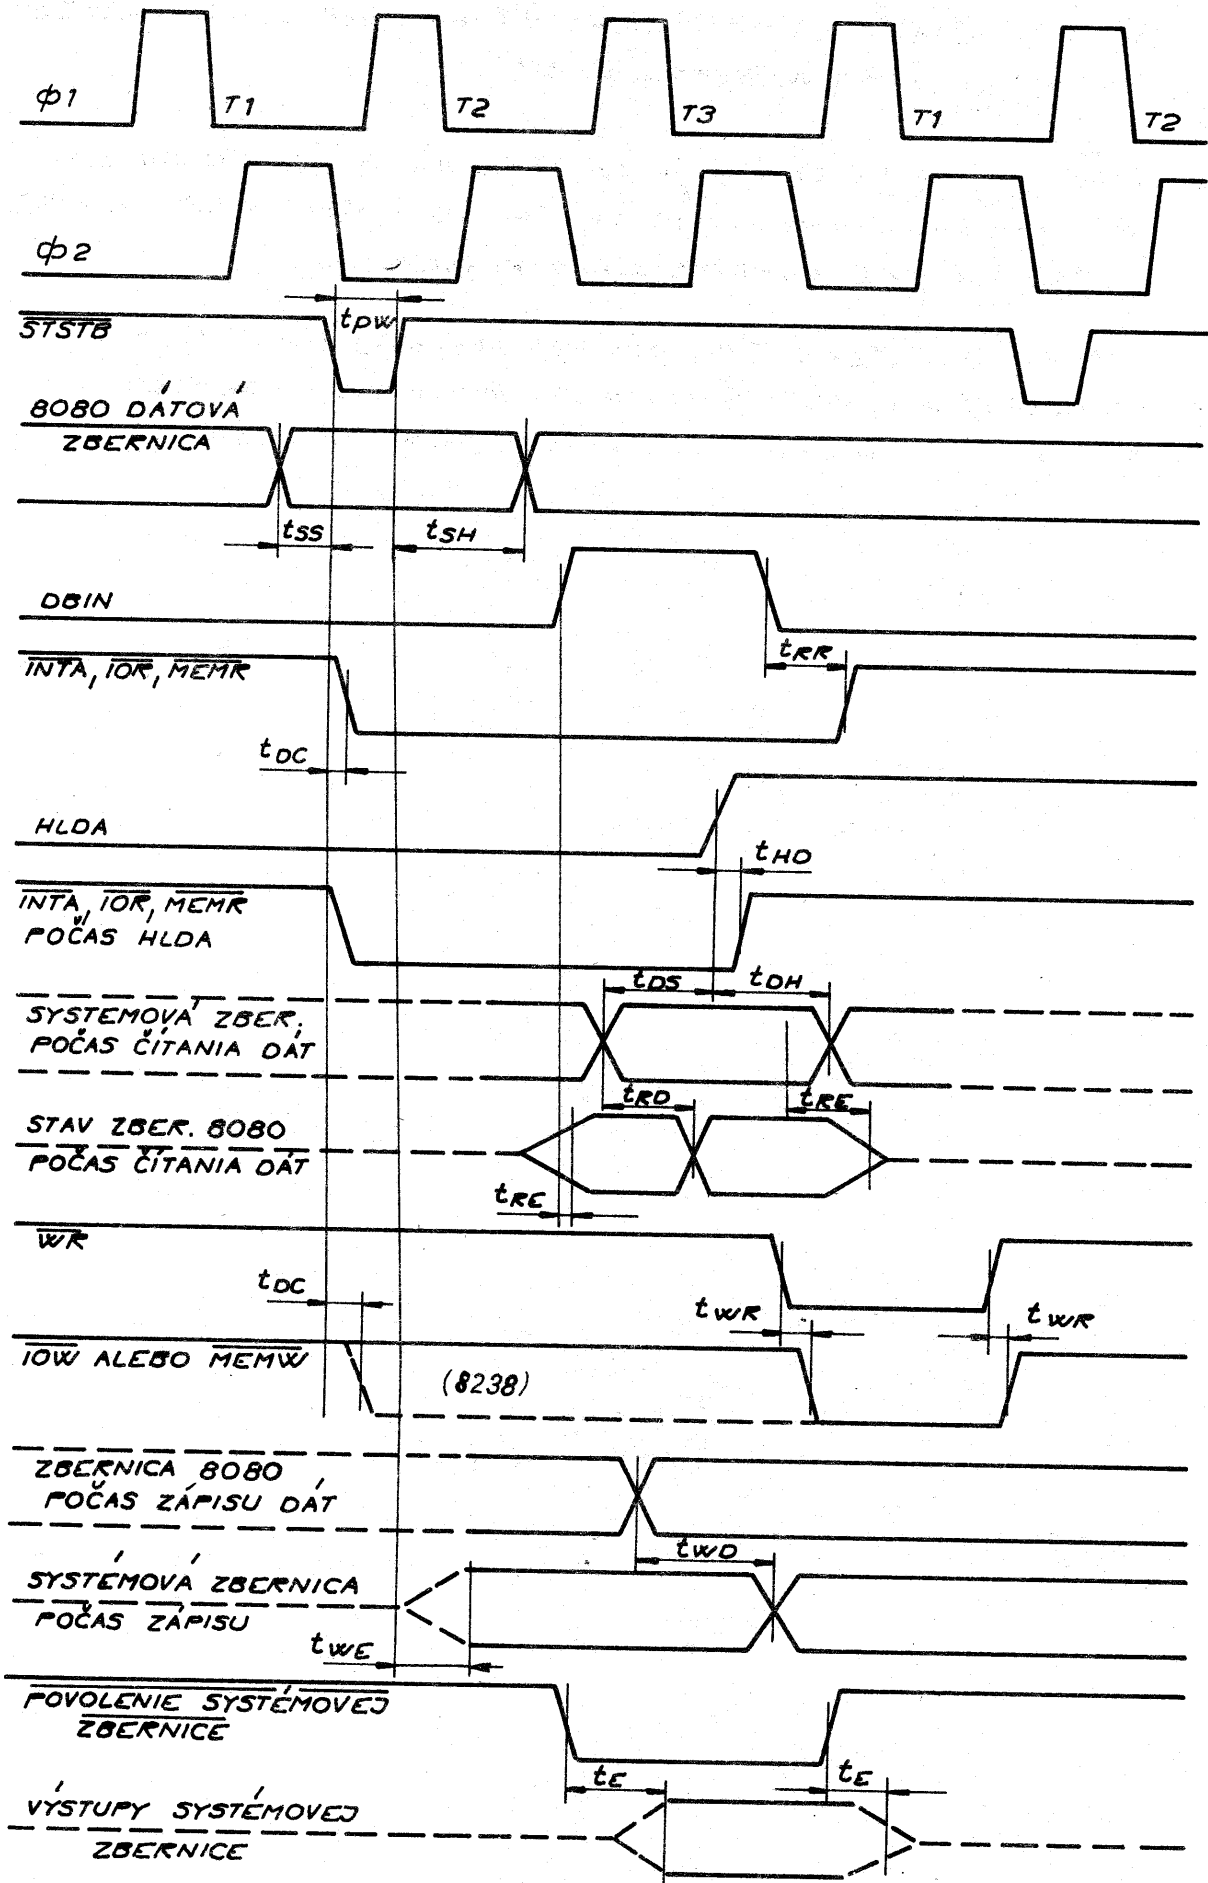 ϕ1 T1 T2 T3 T1 T2
ϕ2
STSTB tPW
8080 DÁTOVÁ
ZBERNICA
tSS tSH
DBIN
INTA, IOR, MEMR tRR
tDC
HLDA
tHD
INTA, IOR, MEMR
POČAS HLDA
tDS tDH
SYSTEMOVÁ ZBER.
POČAS ČÍTANIA DÁT
tRD tRE
STAV ZBER. 8080
POČAS ČÍTANIA DÁT
tRE
WR
tDC
tWR tWR
IOW ALEBO MEMW (8238)
ZBERNICA 8080
POČAS ZÁPISU DÁT
tWD
SYSTÉMOVÁ ZBERNICA
POČAS ZÁPISU
tWE
POVOLENIE SYSTÉMOVEJ
ZBERNICE
tE tE
VÝSTUPY SYSTÉMOVEJ
ZBERNICE